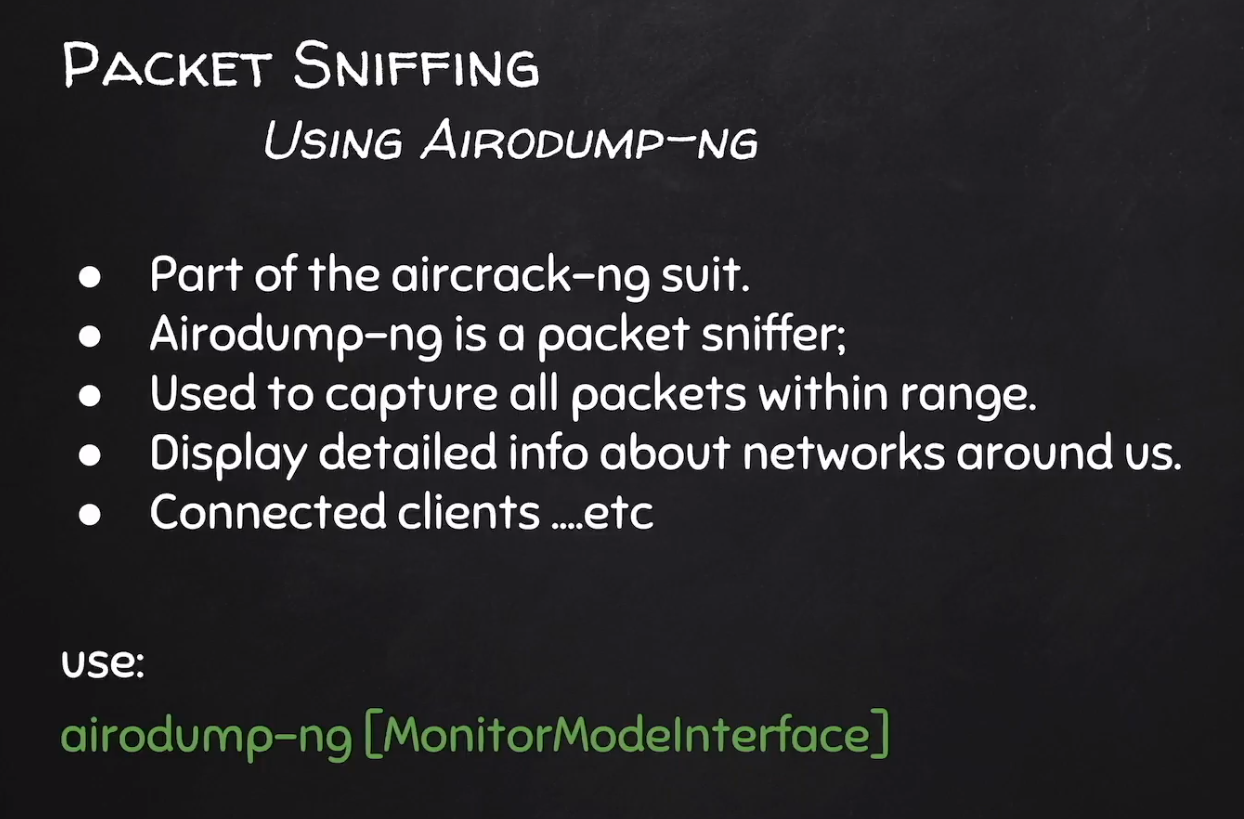 Packet Sniffing
Using Airodump-ng
● Part of the aircrack-ng suit.
● Airodump-ng is a packet sniffer;
● Used to capture all packets within range.
● Display detailed info about networks around us.
● Connected clients ....etc
use:
airodump-ng [MonitorModeInterface]